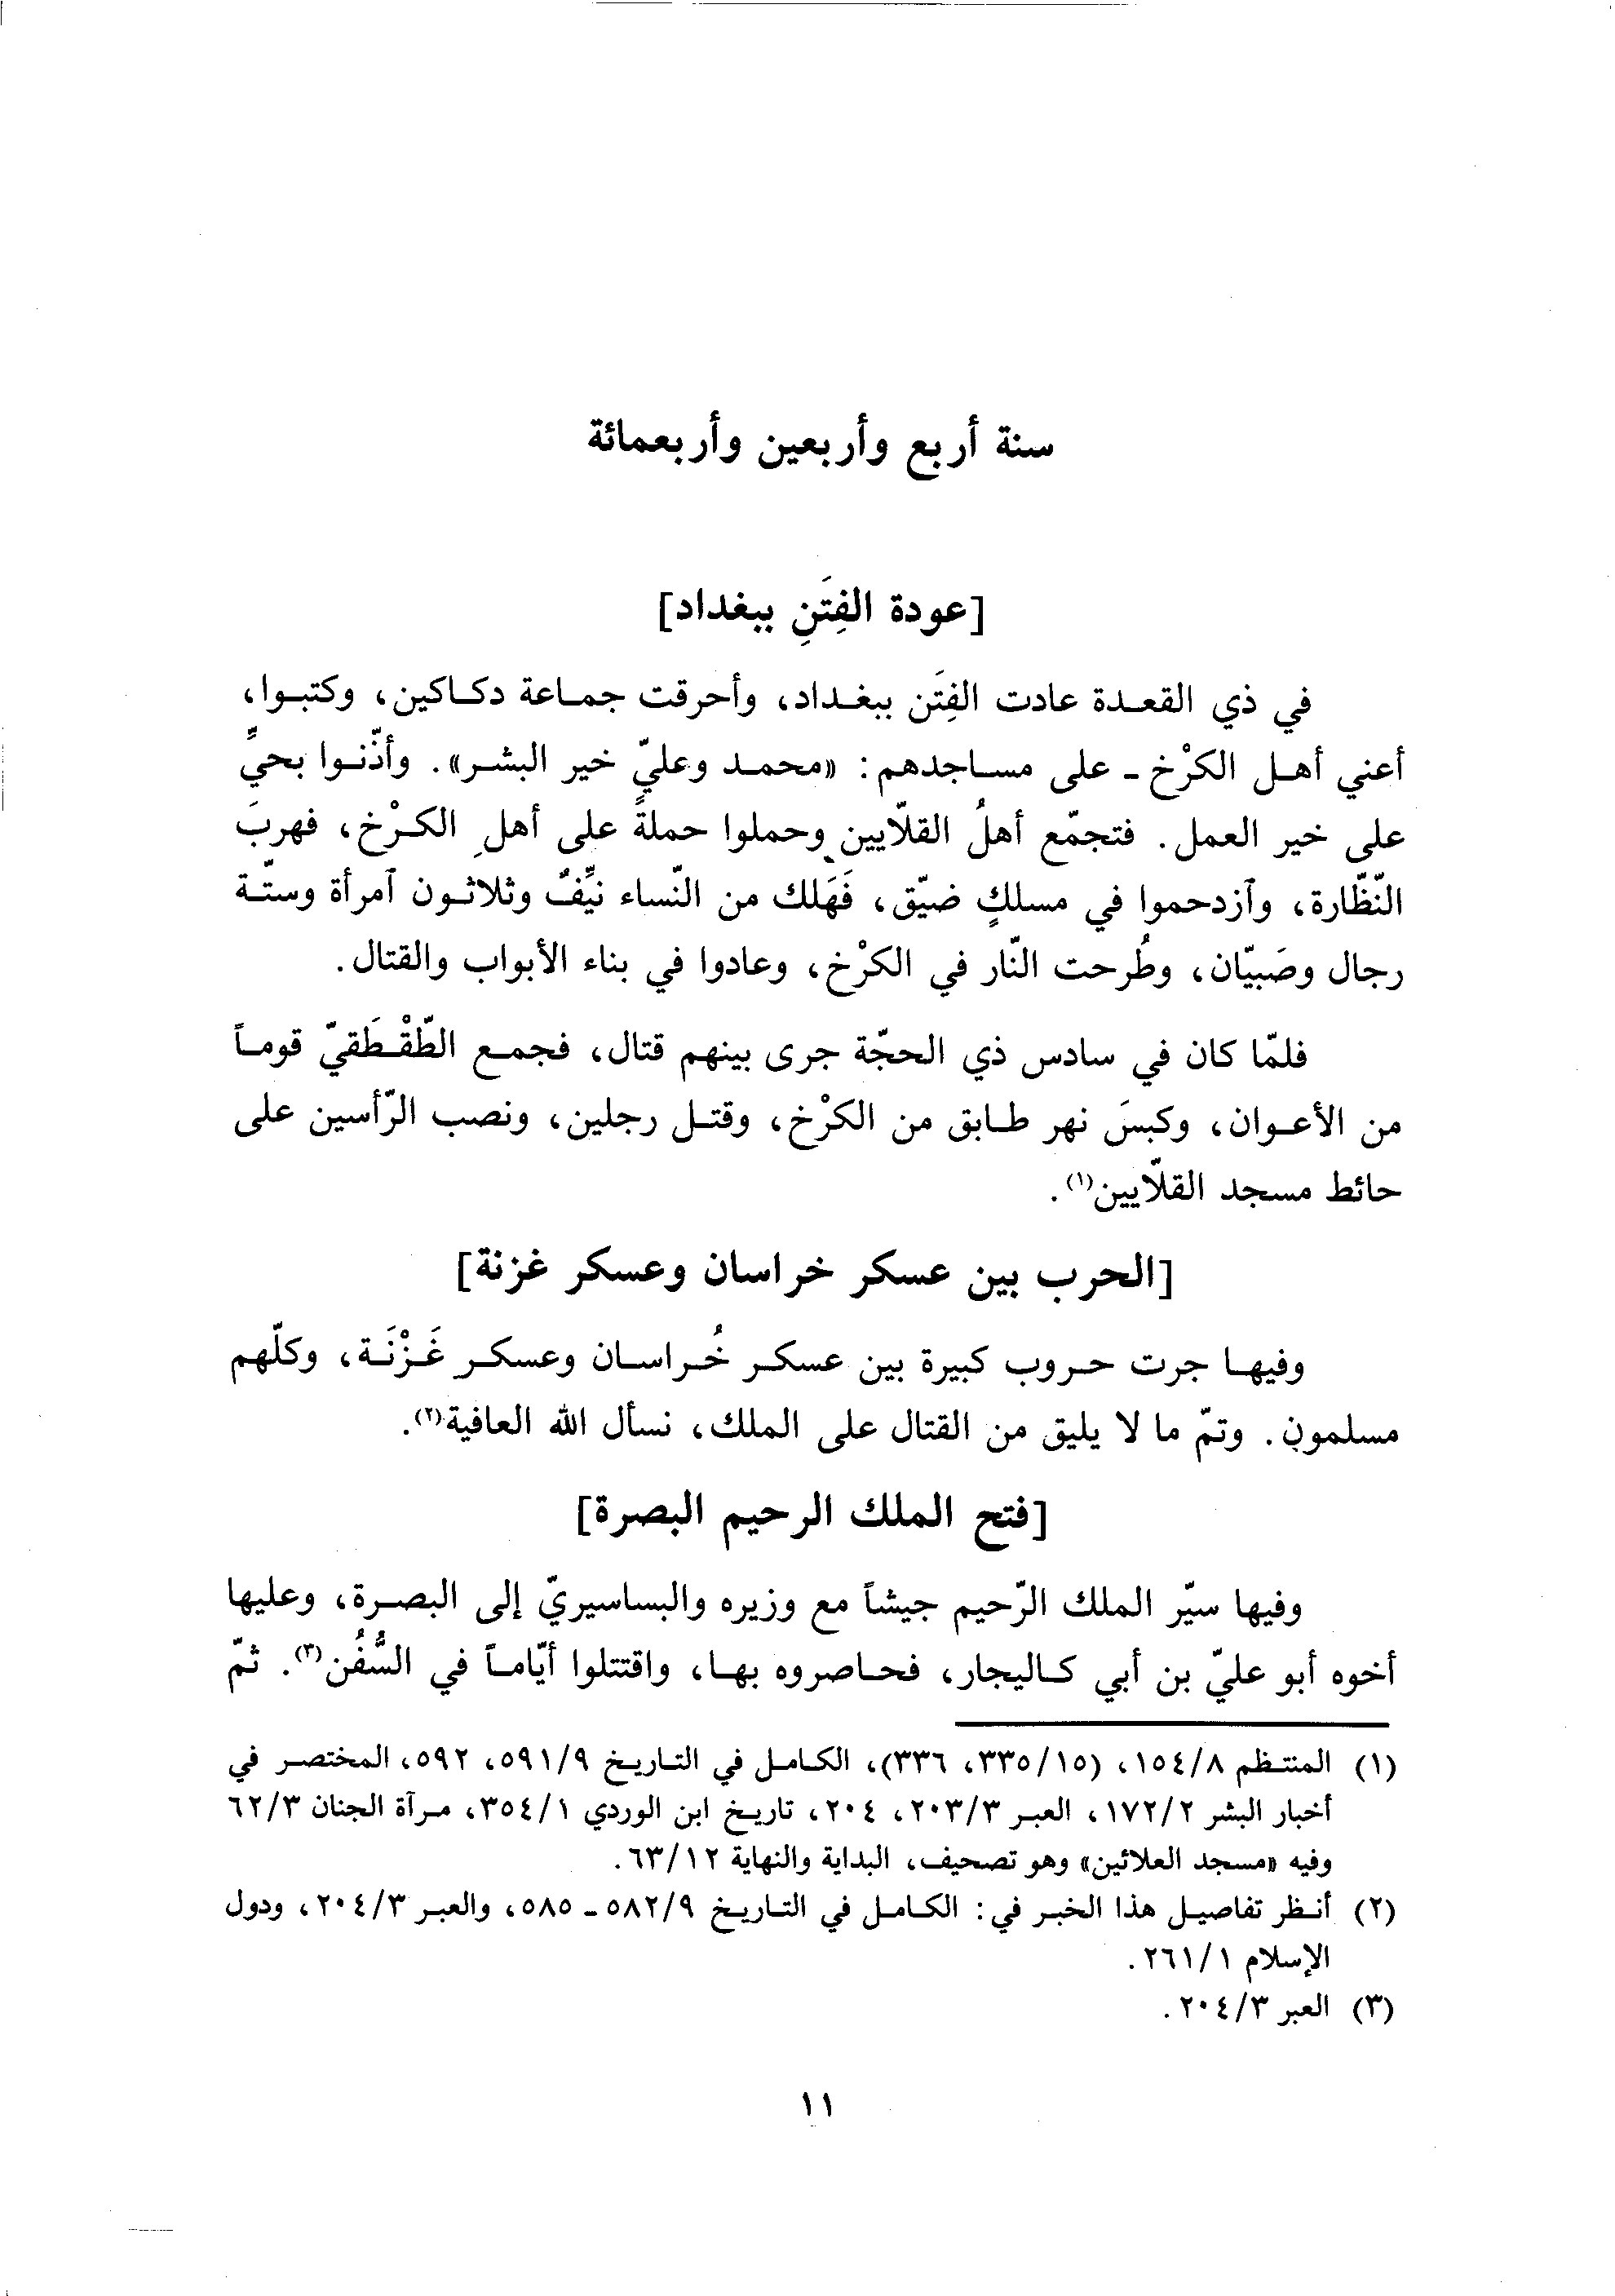 سنة أربع وأربعين وأربعمائة
[عودة الفِتَنِ ببغداد]
في ذي القعدة عادت الفِتَن ببغداد، وأحرقت جماعة دكاكين، وكتبوا،
أعني أهل الكرْخ - على مساجدهم: «محمد وعليّ خير البشر». وأذّنوا بحيِّ
على خير العمل. فتجمّع أهلُ القلّايين وحملوا حملةً على أهلِ الكرْخ، فهربَ
النّظّارة، وآزدحموا في مسلكٍ ضيّق، فَهَلك من النّساء نيِّفٌ وثلاثون آمرأة وستّة
رجال وصَبيّان، وطُرحت النّار في الكرْخ، وعادوا في بناء الأبواب والقتال.
فلمّا كان في سادس ذي الحجّة جرى بينهم قتال، فجمع الطّقْطَقيّ قوماً
من الأعوان، وكبسَ نهر طابق من الكرْخ، وقتل رجلين، ونصب الرّأسين على
حائط مسجد القلّايين(١).
[الحرب بين عسكر خراسان وعسكر غزنة]
وفيها جرت حروب كبيرة بين عسكر خُراسان وعسكر غَزْنَة، وكلّهم
مسلمون. وتمّ ما لا يليق من القتال على الملك، نسأل الله العافية(٢).
[فتح الملك الرحيم البصرة]
وفيها سيّر الملك الرّحيم جيشاً مع وزيره والبساسيريّ إلى البصرة، وعليها
أخوه أبو عليّ بن أبي كاليجار، فحاصروه بها، واقتتلوا أيّاماً في السُّفُن(٣). ثمّ
(١) المنتظم ١٥٤/٨، (٣٣٥/١٥، ٣٣٦)، الكامل في التاريخ ٥٩١/٩، ٥٩٢، المختصر في
أخبار البشر ١٧٢/٢، العبر ٢٠٣/٣، ٢٠٤، تاريخ ابن الوردي ٣٥٤/١، مرآة الجنان ٦٢/٣
وفيه «مسجد العلائين» وهو تصحيف، البداية والنهاية ٦٣/١٢.
(٢) أنظر تفاصيل هذا الخبر في: الكامل في التاريخ ٥٨٢/٩ - ٥٨٥، والعبر ٢٠٤/٣، ودول
الإسلام ٢٦١/١.
(٣) العبر ٢٠٤/٣.
١١